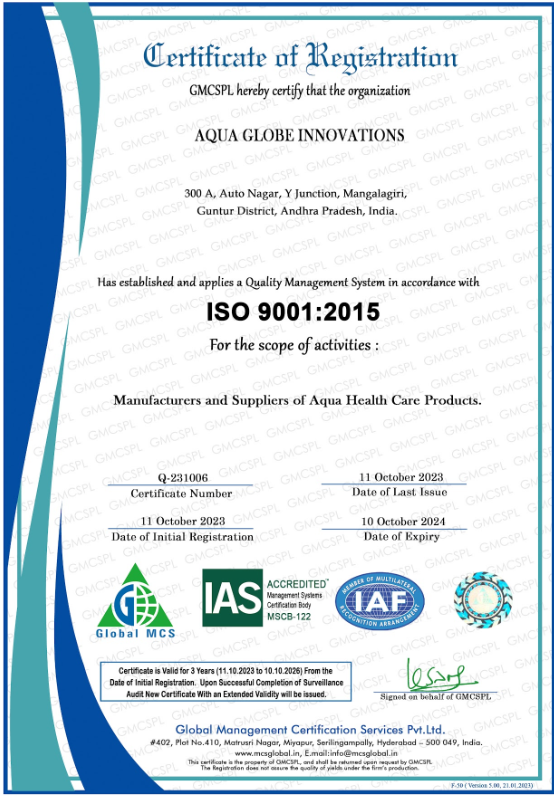 Certificate of Registration
GMCSPL hereby certify that the organization
AQUA GLOBE INNOVATIONS
300 A, Auto Nagar, Y Junction, Mangalagiri,
Guntur District, Andhra Pradesh, India.
Has established and applies a Quality Management System in accordance with
ISO 9001:2015
For the scope of activities :
Manufacturers and Suppliers of Aqua Health Care Products.
Q-231006
Certificate Number
11 October 2023
Date of Last Issue
11 October 2023
Date of Initial Registration
10 October 2024
Date of Expiry
G
Global MCS
IAS
ACCREDITED
Management Systems
Certification Body
MSCB-122
MEMBER OF MULTILATERAL
IAF
RECOGNITION ARRANGEMENT
Certificate is Valid for 3 Years (11.10.2023 to 10.10.2026) From the
Date of Initial Registration. Upon Successful Completion of Surveillance
Audit New Certificate With an Extended Validity will be issued.
Signed on behalf of GMCSPL
Global Management Certification Services Pvt.Ltd.
#402, Plot No.410, Matrusri Nagar, Miyapur, Serilingampally, Hyderabad – 500 049, India.
www.mcsglobal.in, E.mail:info@mcsglobal.in
This certificate is the property of GMCSPL, and shall be returned upon request by GMCSPL
The Registration does not assure the quality of yields under the firm's production.
F-50 ( Version 5.00, 21.01.2023)